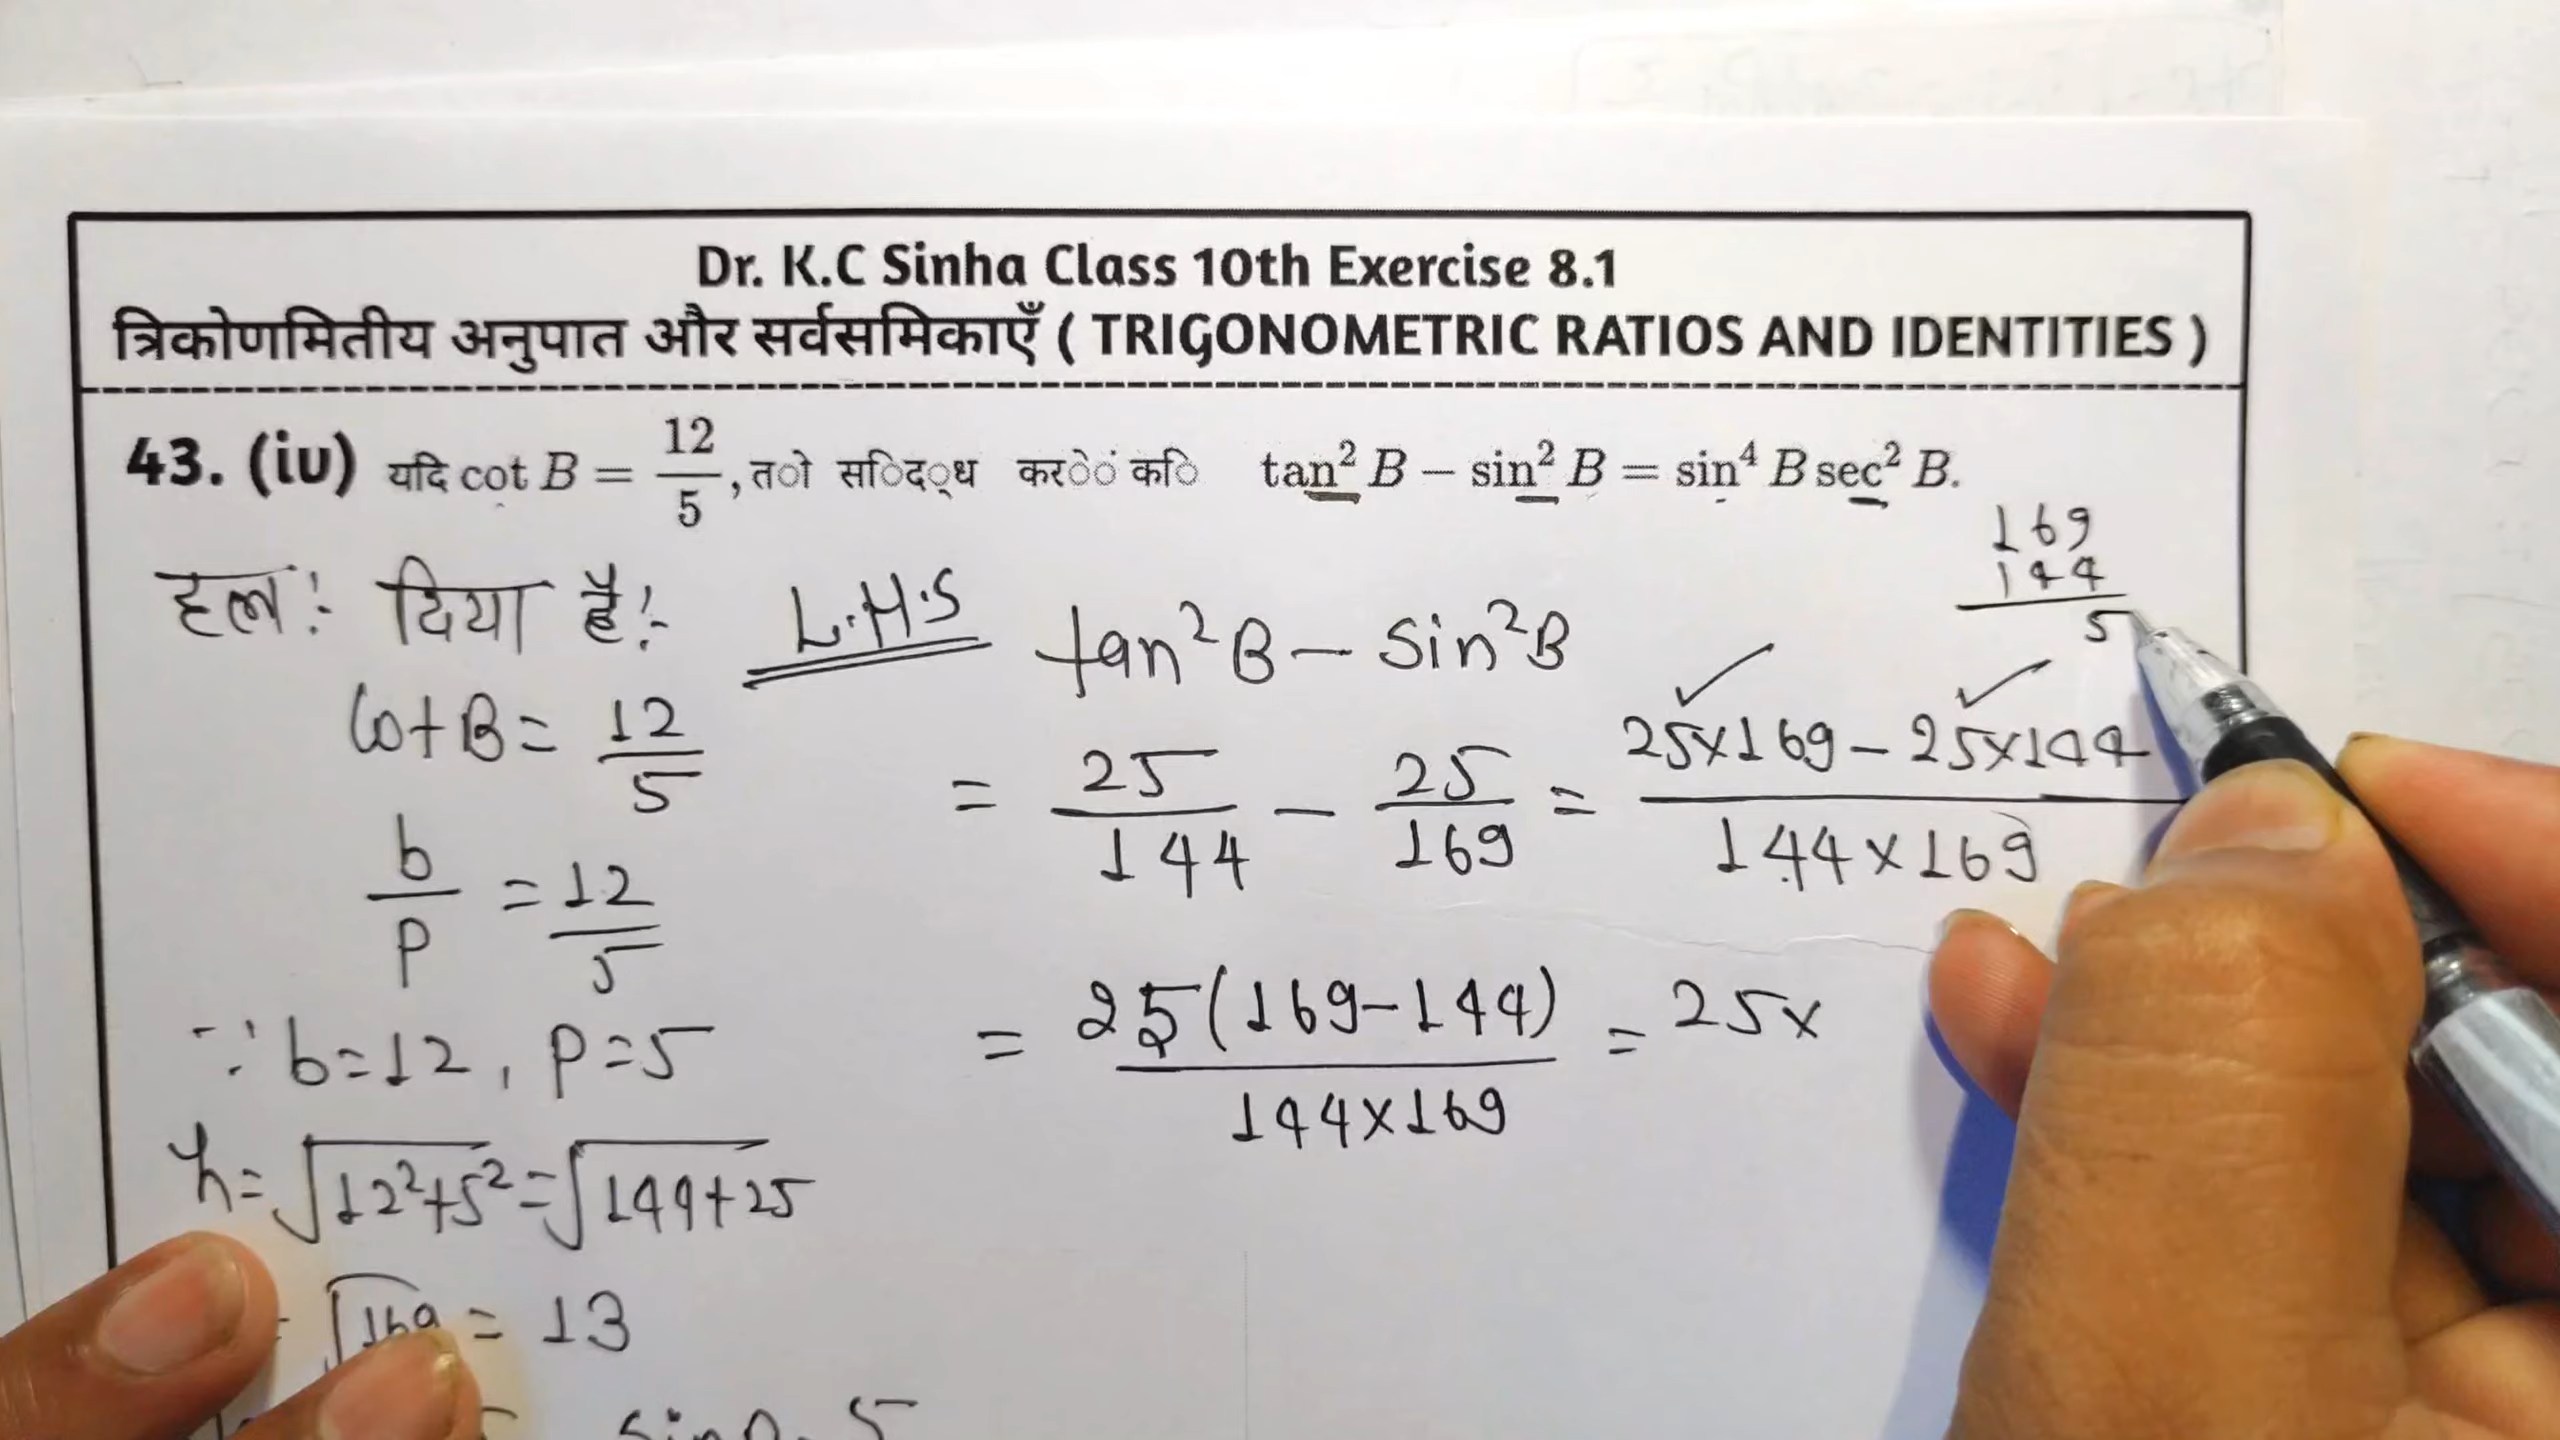 Dr. K.C Sinha Class 10th Exercise 8.1
त्रिकोणमितीय अनुपात और सर्वसमिकाएँ ( TRIGONOMETRIC RATIOS AND IDENTITIES )
43. (iv) यदि cot B = 12/5, तो सिद्ध करें कि tan² B − sin² B = sin⁴ B sec² B.
169
144
5
हल:- दिया है:-
cot B = 12/5
b/p = 12/5
∵ b=12, p=5
h= √12²+5² = √144+25
= √169 = 13
L.H.S tan²B − sin²B
= 25/144 − 25/169 = 25×169 − 25×144 / 144×169
= 25(169−144) / 144×169 = 25×